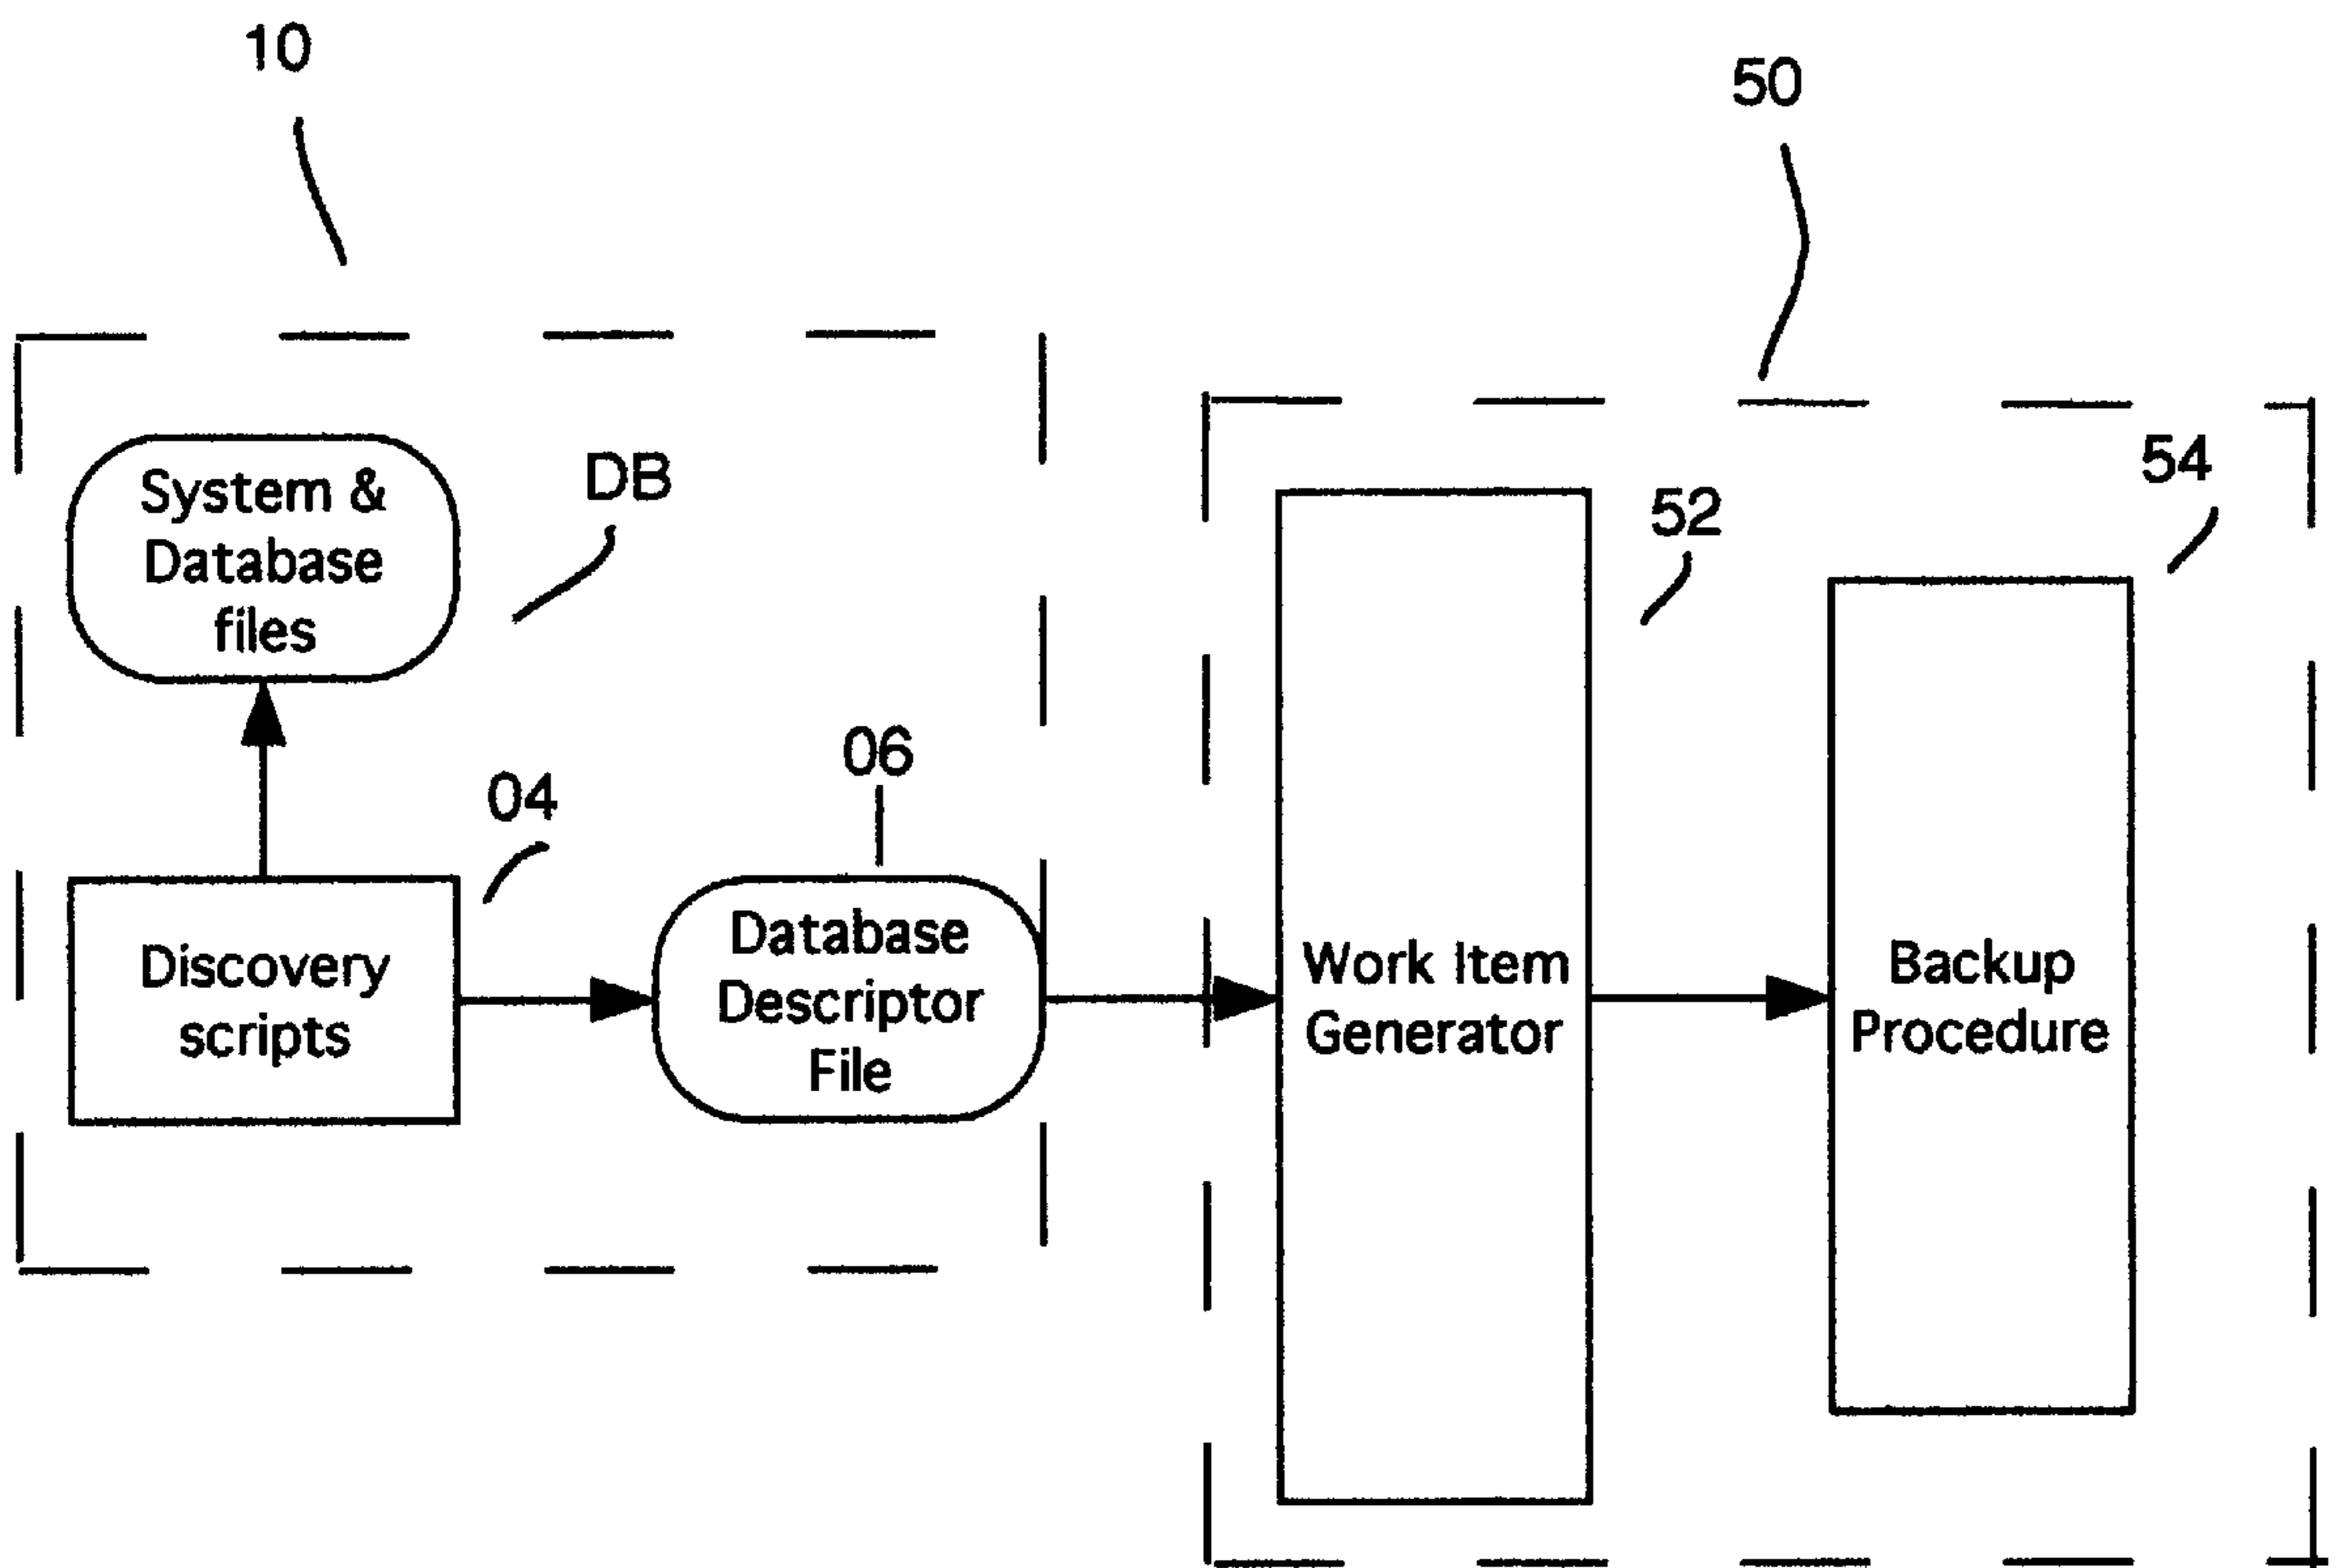 10
50
System &
Database
files
DB
52
54
04
06
Discovery
scripts
Database
Descriptor
File
Work Item
Generator
Backup
Procedure